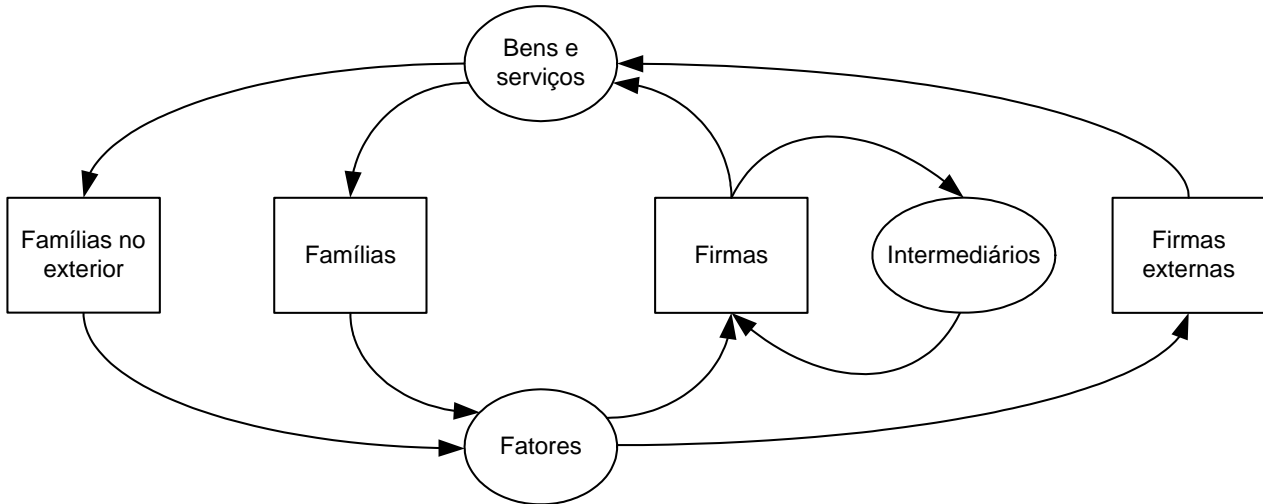 Bens e
serviços
Famílias no
exterior
Famílias
Firmas
Intermediários
Firmas
externas
Fatores